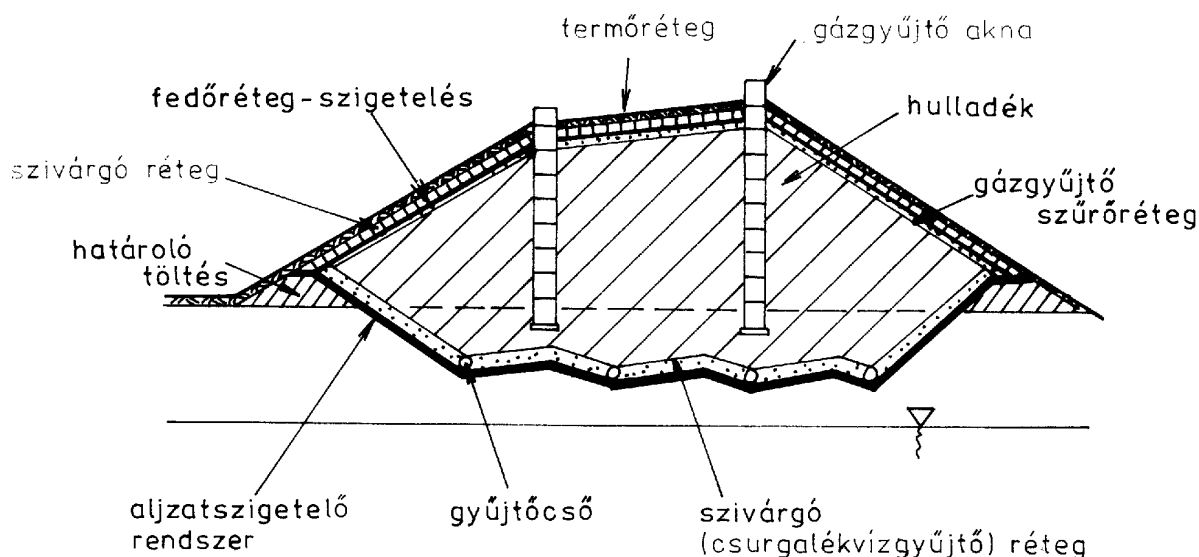 termőréteg
gázgyűjtő akna
fedőréteg-szigetelés
hulladék
szivárgó réteg
gázgyűjtő
szűrőréteg
határoló
töltés
aljzatszigetelő
rendszer
gyűjtőcső
szivárgó
(csurgalékvízgyűjtő) réteg